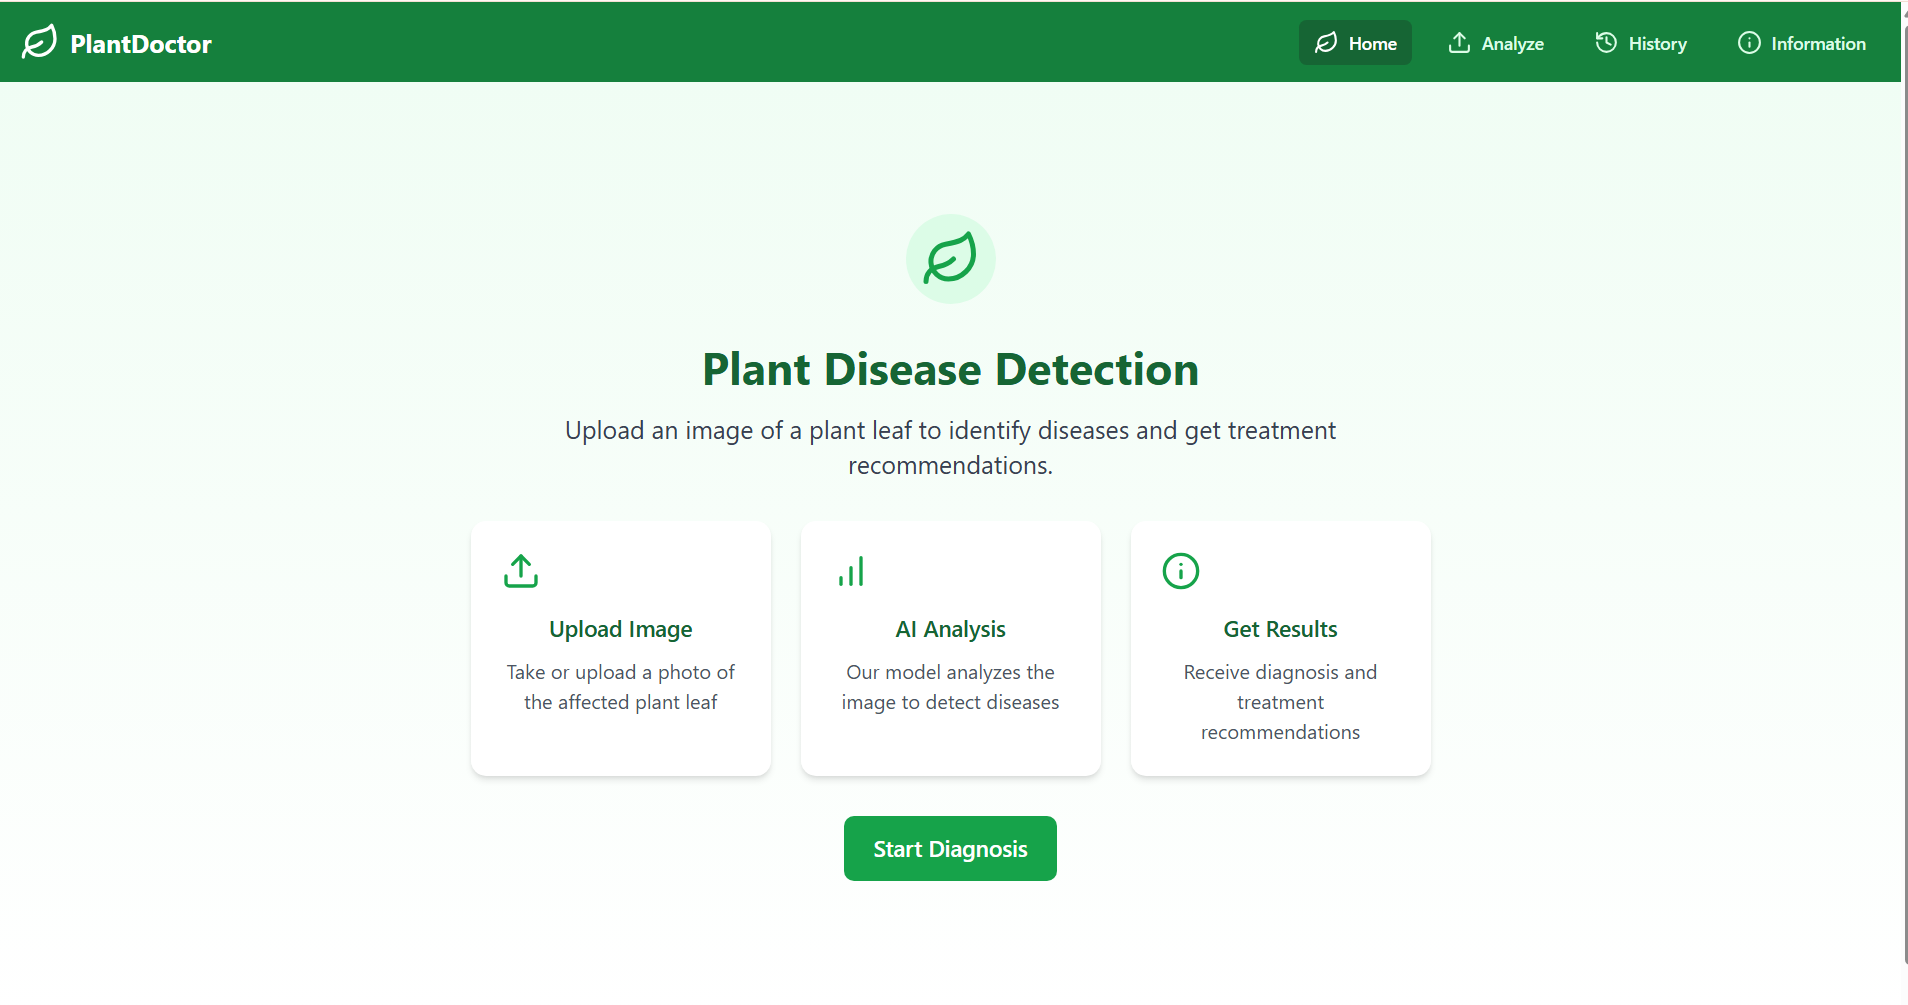 PlantDoctor
Home
Analyze
History
Information
Plant Disease Detection
Upload an image of a plant leaf to identify diseases and get treatment
recommendations.
Upload Image
Take or upload a photo of
the affected plant leaf
AI Analysis
Our model analyzes the
image to detect diseases
Get Results
Receive diagnosis and
treatment
recommendations
Start Diagnosis